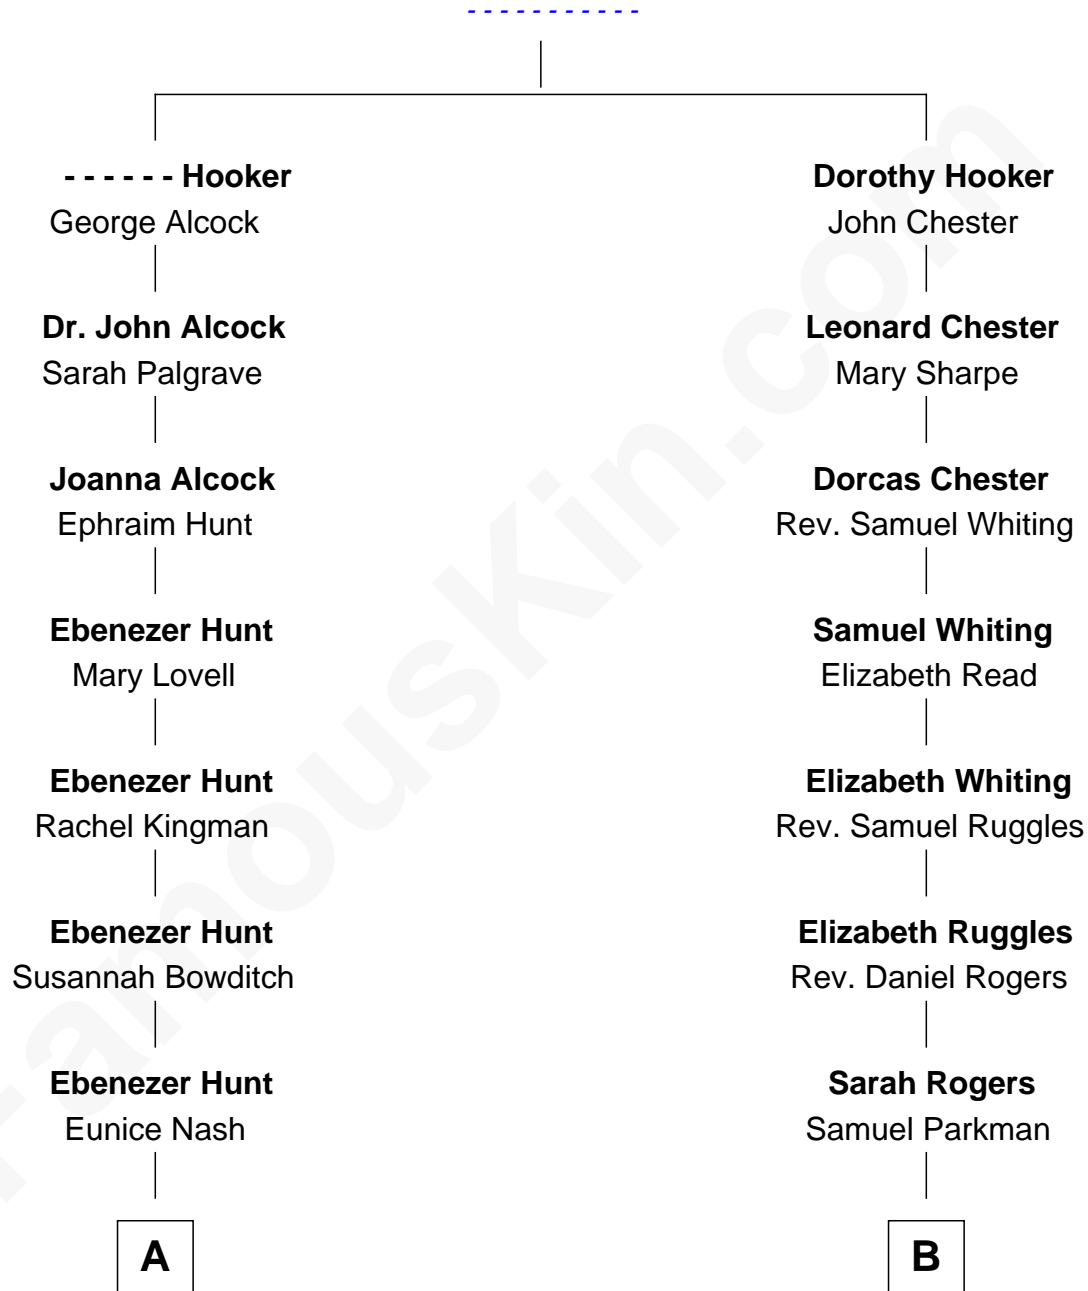 - - - - - - - - - - -
- - - - - - Hooker
George Alcock
Dorothy Hooker
John Chester
Dr. John Alcock
Sarah Palgrave
Leonard Chester
Mary Sharpe
Joanna Alcock
Ephraim Hunt
Dorcas Chester
Rev. Samuel Whiting
Ebenezer Hunt
Mary Lovell
Samuel Whiting
Elizabeth Read
Ebenezer Hunt
Rachel Kingman
Elizabeth Whiting
Rev. Samuel Ruggles
Ebenezer Hunt
Susannah Bowditch
Elizabeth Ruggles
Rev. Daniel Rogers
Ebenezer Hunt
Eunice Nash
Sarah Rogers
Samuel Parkman
A
B
FamousKin.com